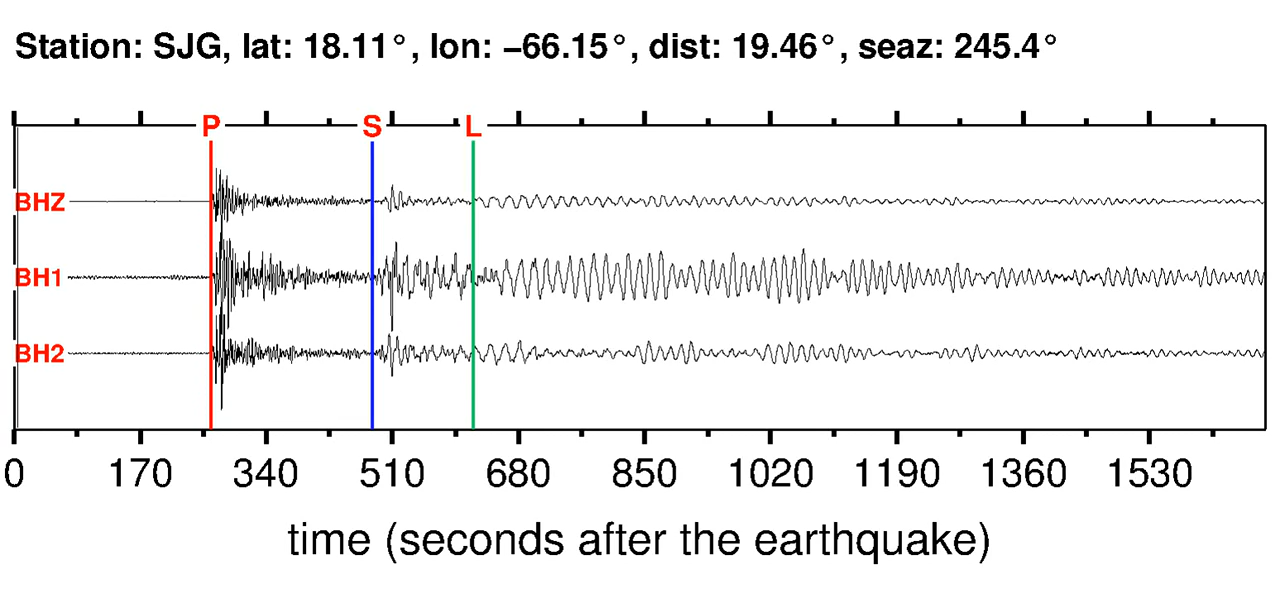 Station: SJG, lat: 18.11°, lon: −66.15°, dist: 19.46°, seaz: 245.4°
P S L
BHZ
BH1
BH2
0 170 340 510 680 850 1020 1190 1360 1530
time (seconds after the earthquake)